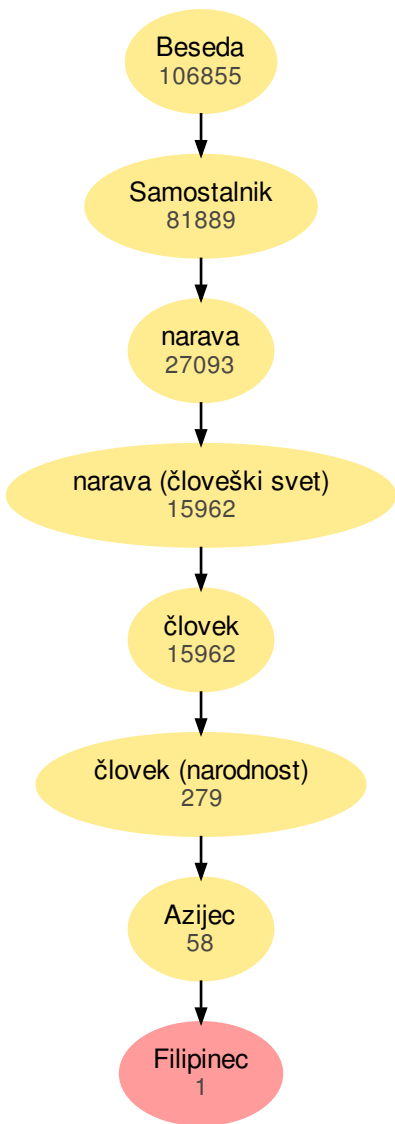 Beseda
106855
Samostalnik
81889
narava
27093
narava (človeški svet)
15962
človek
15962
človek (narodnost)
279
Azijec
58
Filipinec
1